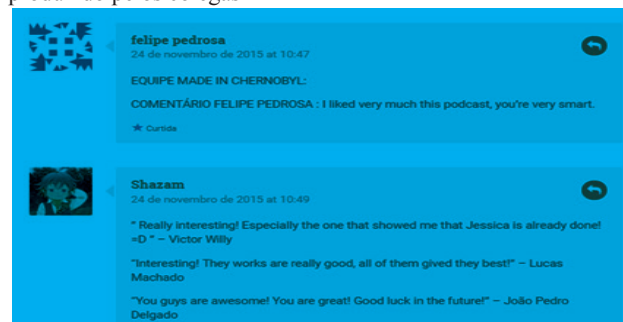 felipe pedrosa
24 de novembro de 2015 at 10:47
EQUIPE MADE IN CHERNOBYL:
COMENTÁRIO FELIPE PEDROSA : I liked very much this podcast, you're very smart.
★ Curtida
Shazam
24 de novembro de 2015 at 10:49
" Really interesting! Especially the one that showed me that Jessica is already done!
=D " – Victor Willy
"Interesting! They works are really good, all of them gived they best!" – Lucas
Machado
"You guys are awesome! You are great! Good luck in the future!" – João Pedro
Delgado